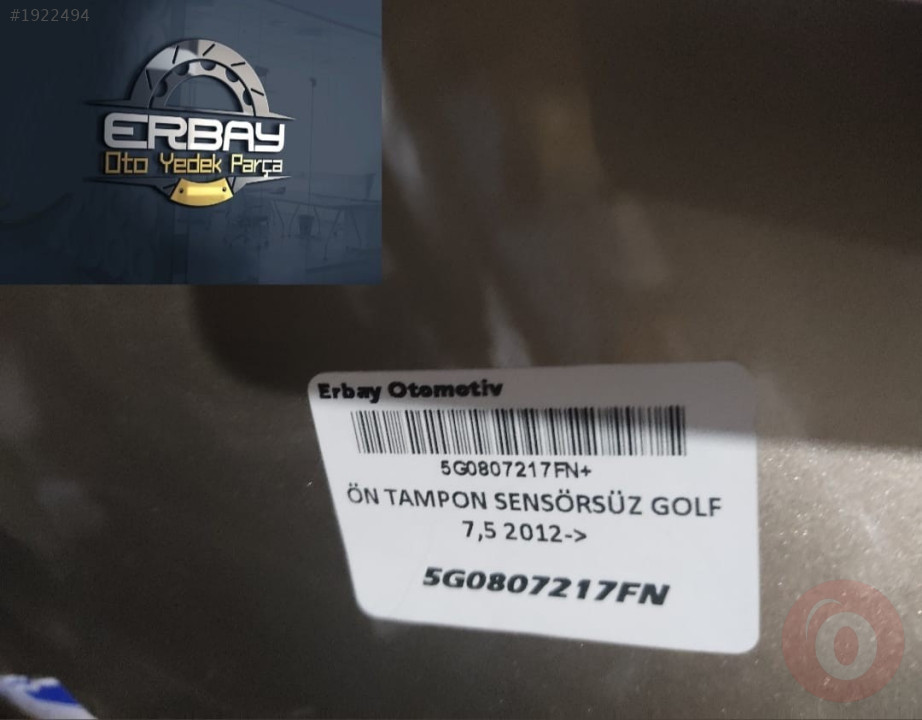 #1922494
ERBAY
Oto Yedek Parça
Erbay Otomotiv
5G0807217FN+
ÖN TAMPON SENSÖRSÜZ GOLF
7,5 2012->
5G0807217FN
O